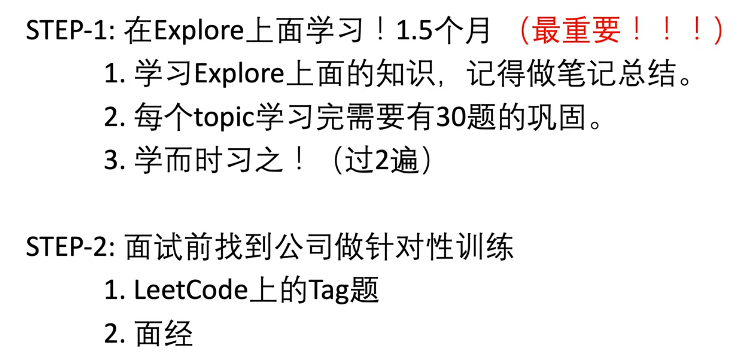 STEP-1: 在Explore上面学习！1.5个月 （最重要！！！）
1. 学习Explore上面的知识，记得做笔记总结。
2. 每个topic学习完需要有30题的巩固。
3. 学而时习之！（过2遍）
STEP-2: 面试前找到公司做针对性训练
1. LeetCode上的Tag题
2. 面经